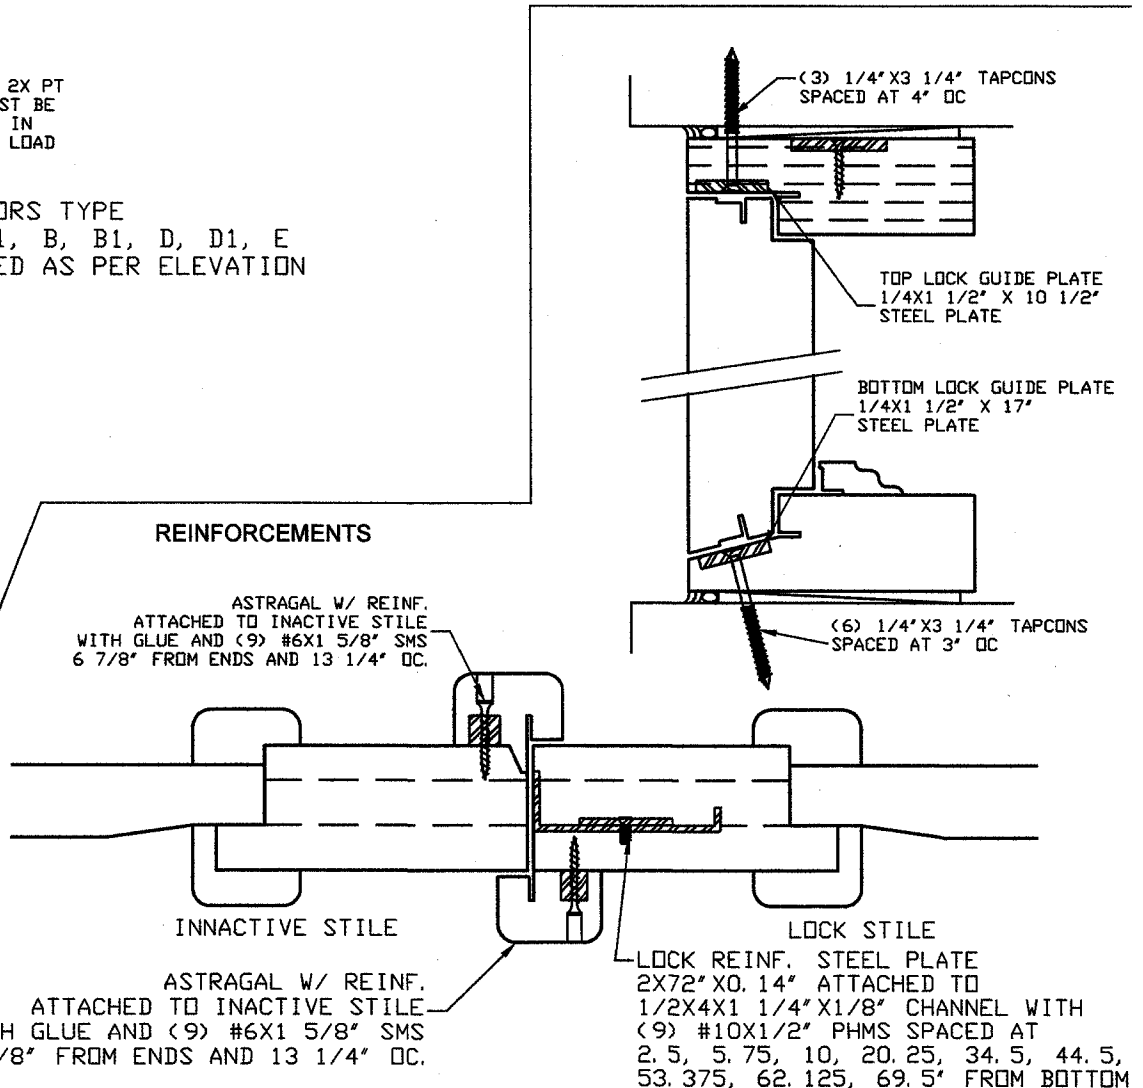 2X PT
ST BE
IN
LOAD
ORS TYPE
1, B, B1, D, D1, E
ED AS PER ELEVATION
(3) 1/4"X3 1/4" TAPCONS
SPACED AT 4" OC
TOP LOCK GUIDE PLATE
1/4X1 1/2" X 10 1/2"
STEEL PLATE
BOTTOM LOCK GUIDE PLATE
1/4X1 1/2" X 17"
STEEL PLATE
(6) 1/4"X3 1/4" TAPCONS
SPACED AT 3" OC
REINFORCEMENTS
ASTRAGAL W/ REINF.
ATTACHED TO INACTIVE STILE
WITH GLUE AND (9) #6X1 5/8" SMS
6 7/8" FROM ENDS AND 13 1/4" OC.
INNACTIVE STILE
LOCK STILE
ASTRAGAL W/ REINF.
ATTACHED TO INACTIVE STILE
H GLUE AND (9) #6X1 5/8" SMS
/8" FROM ENDS AND 13 1/4" OC.
LOCK REINF. STEEL PLATE
2X72"X0.14" ATTACHED TO
1/2X4X1 1/4"X1/8" CHANNEL WITH
(9) #10X1/2" PHMS SPACED AT
2.5, 5.75, 10, 20.25, 34.5, 44.5,
53.375, 62.125, 69.5" FROM BOTTOM